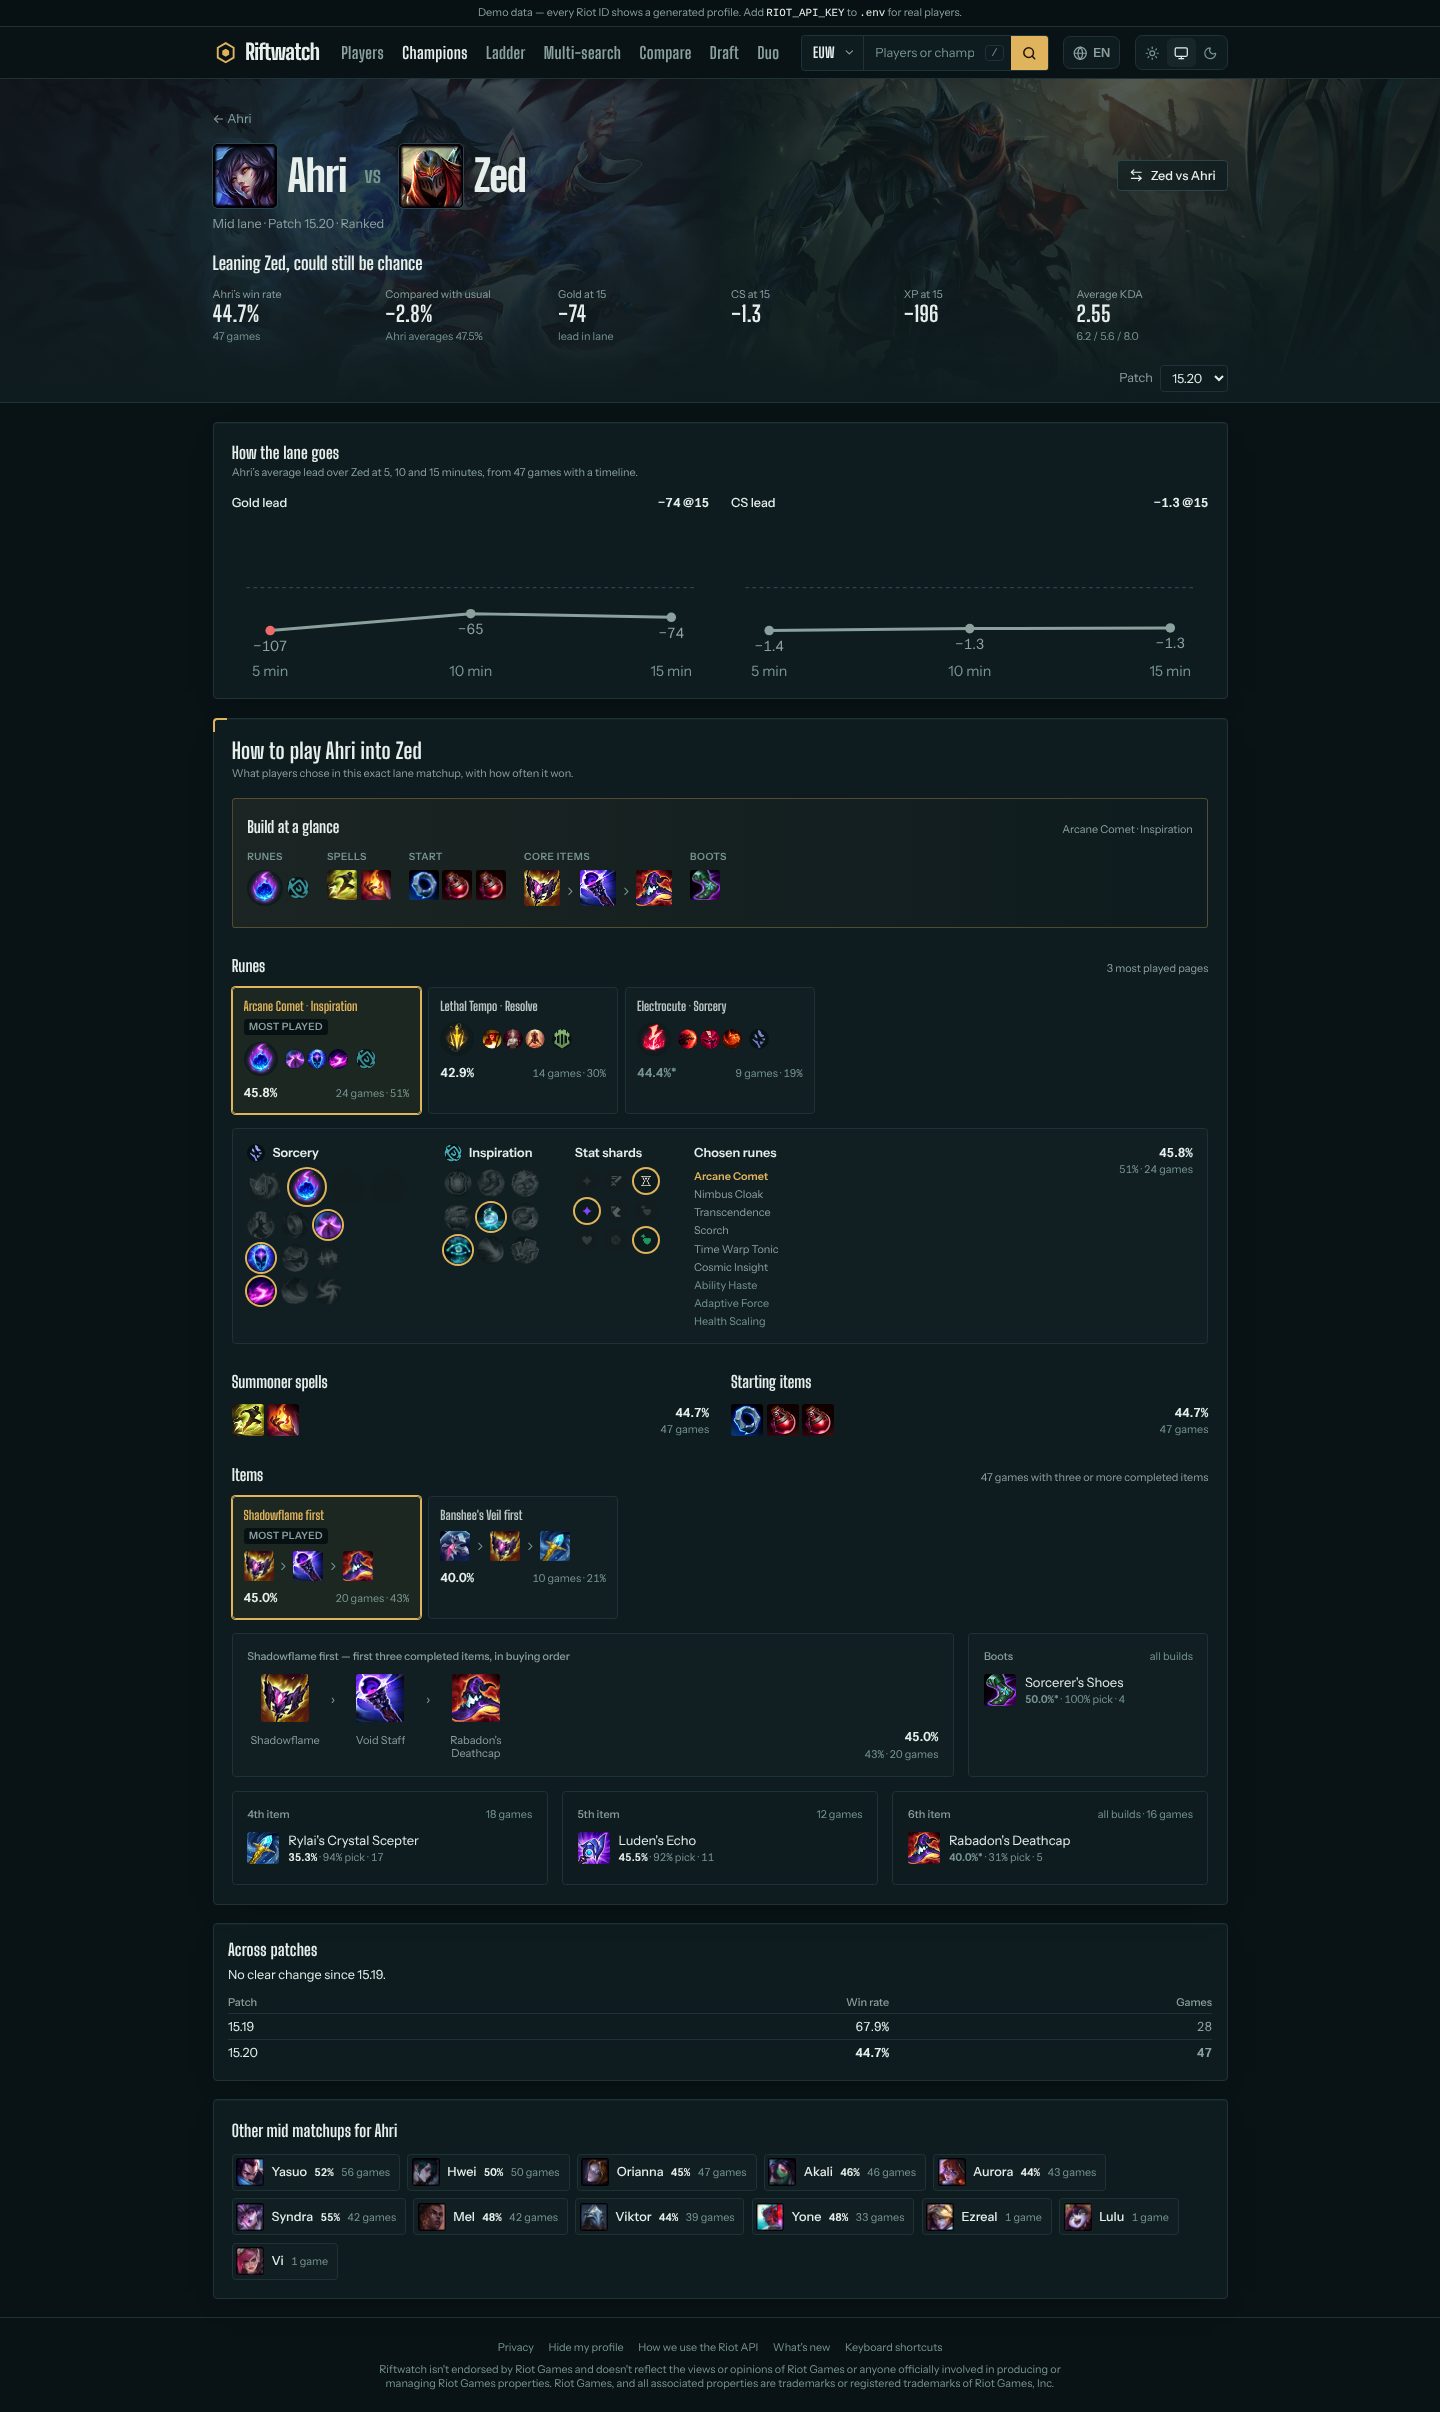 Demo data — every Riot ID shows a generated profile. Add RIOT_API_KEY to .env for real players.
Riftwatch Players Champions Ladder Multi-search Compare Draft Duo EUW Players or champ / EN
← Ahri
Ahri vs Zed
Zed vs Ahri
Mid lane · Patch 15.20 · Ranked
Leaning Zed, could still be chance
Ahri's win rate Compared with usual Gold at 15 CS at 15 XP at 15 Average KDA
44.7% −2.8% −74 −1.3 −196 2.55
47 games Ahri averages 47.5% lead in lane 6.2 / 5.6 / 8.0
Patch 15.20
How the lane goes
Ahri's average lead over Zed at 5, 10 and 15 minutes, from 47 games with a timeline.
Gold lead −74 @15 CS lead −1.3 @15
−107 −65 −74 −1.4 −1.3 −1.3
5 min 10 min 15 min 5 min 10 min 15 min
How to play Ahri into Zed
What players chose in this exact lane matchup, with how often it won.
Build at a glance Arcane Comet · Inspiration
RUNES SPELLS START CORE ITEMS BOOTS
Runes 3 most played pages
Arcane Comet · Inspiration Lethal Tempo · Resolve Electrocute · Sorcery
MOST PLAYED
42.9% 14 games · 30% 44.4%* 9 games · 19%
45.8% 24 games · 51%
Sorcery Inspiration Stat shards Chosen runes 45.8%
51% · 24 games
Arcane Comet
Nimbus Cloak
Transcendence
Scorch
Time Warp Tonic
Cosmic Insight
Ability Haste
Adaptive Force
Health Scaling
Summoner spells Starting items
44.7% 44.7%
47 games 47 games
Items 47 games with three or more completed items
Shadowflame first Banshee's Veil first
MOST PLAYED
40.0% 10 games · 21%
45.0% 20 games · 43%
Shadowflame first — first three completed items, in buying order Boots all builds
Sorcerer's Shoes
50.0%* · 100% pick · 4
Shadowflame Void Staff Rabadon's Deathcap
45.0%
43% · 20 games
4th item 18 games 5th item 12 games 6th item all builds · 16 games
Rylai's Crystal Scepter Luden's Echo Rabadon's Deathcap
35.3% · 94% pick · 17 45.5% · 92% pick · 11 40.0%* · 31% pick · 5
Across patches
No clear change since 15.19.
Patch Win rate Games
15.19 67.9% 28
15.20 44.7% 47
Other mid matchups for Ahri
Yasuo 52% 56 games Hwei 50% 50 games Orianna 45% 47 games Akali 46% 46 games Aurora 44% 43 games
Syndra 55% 42 games Mel 48% 42 games Viktor 44% 39 games Yone 48% 33 games Ezreal 1 game Lulu 1 game
Vi 1 game
Privacy Hide my profile How we use the Riot API What's new Keyboard shortcuts
Riftwatch isn't endorsed by Riot Games and doesn't reflect the views or opinions of Riot Games or anyone officially involved in producing or
managing Riot Games properties. Riot Games, and all associated properties are trademarks or registered trademarks of Riot Games, Inc.